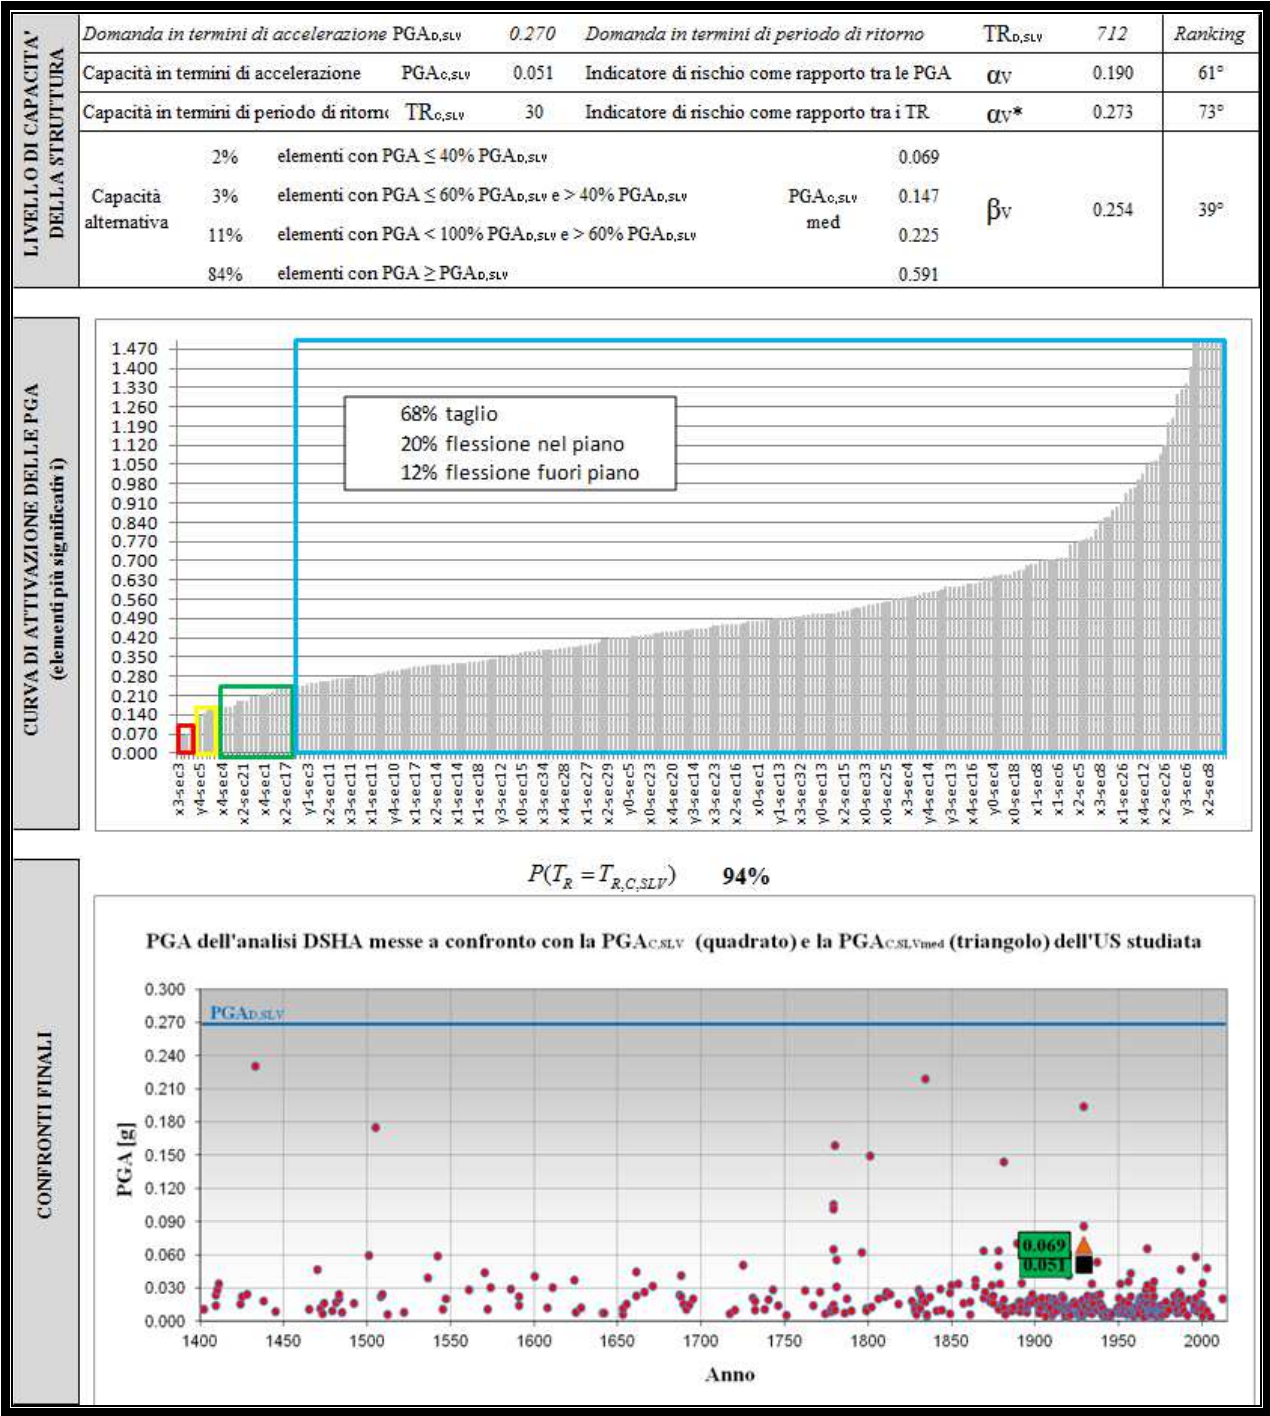 LIVELLO DI CAPACITA'
DELLA STRUTTURA
Domanda in termini di accelerazione PGAD,SLV 0.270 Domanda in termini di periodo di ritorno TRD,SLV 712 Ranking
Capacità in termini di accelerazione PGAC,SLV 0.051 Indicatore di rischio come rapporto tra le PGA αV 0.190 61°
Capacità in termini di periodo di ritorno TRC,SLV 30 Indicatore di rischio come rapporto tra i TR αV* 0.273 73°
Capacità
alternativa
2% elementi con PGA ≤ 40% PGAD,SLV 0.069
3% elementi con PGA ≤ 60% PGAD,SLV e > 40% PGAD,SLV 0.147
11% elementi con PGA < 100% PGAD,SLV e > 60% PGAD,SLV 0.225
84% elementi con PGA ≥ PGAD,SLV 0.591
PGAC,SLV
med
βV 0.254 39°
CURVA DI ATTIVAZIONE DELLE PGA
(elementi più significativi)
1.470
1.400
1.330
1.260
1.190
1.120
1.050
0.980
0.910
0.840
0.770
0.700
0.630
0.560
0.490
0.420
0.350
0.280
0.210
0.140
0.070
0.000
68% taglio
20% flessione nel piano
12% flessione fuori piano
x3-sec3
y4-sec5
x4-sec4
x2-sec21
x4-sec1
x2-sec17
y1-sec3
x2-sec11
x3-sec11
x1-sec11
y4-sec10
x1-sec17
x2-sec14
x1-sec14
x1-sec18
y3-sec12
x2-sec15
x3-sec34
x4-sec28
x1-sec27
x2-sec29
y0-sec5
x0-sec23
x4-sec20
y3-sec14
x3-sec23
x2-sec16
x0-sec1
y1-sec13
x3-sec32
y0-sec13
x2-sec15
x0-sec33
x0-sec25
x3-sec4
y4-sec14
y3-sec13
x4-sec16
y0-sec4
x0-sec18
x1-sec8
x1-sec6
x2-sec5
x3-sec8
x1-sec26
x4-sec12
x2-sec26
y3-sec6
x2-sec8
CONFRONTI FINALI
P(TR = TR,C,SLV) 94%
PGA dell'analisi DSHA messe a confronto con la PGAC,SLV (quadrato) e la PGAC,SLVmed (triangolo) dell'US studiata
PGA [g]
0.300
0.270
0.240
0.210
0.180
0.150
0.120
0.090
0.060
0.030
0.000
PGAD,SLV
0.069
0.051
1400 1450 1500 1550 1600 1650 1700 1750 1800 1850 1900 1950 2000
Anno